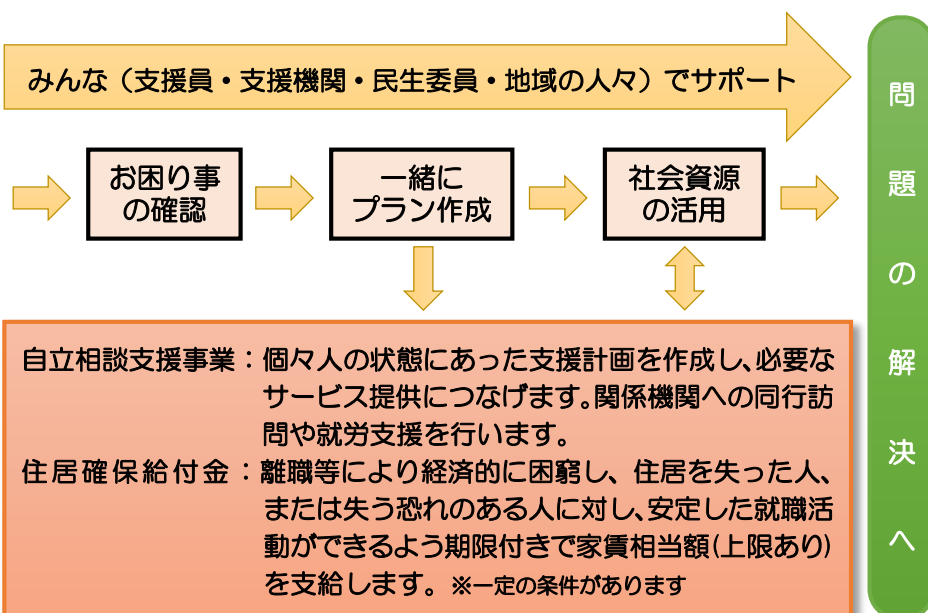 みんな（支援員・支援機関・民生委員・地域の人々）でサポート
お困り事
の確認
一緒に
プラン作成
社会資源
の活用
自立相談支援事業：個々人の状態にあった支援計画を作成し、必要な
サービス提供につなげます。関係機関への同行訪
問や就労支援を行います。
住居確保給付金：離職等により経済的に困窮し、住居を失った人、
または失う恐れのある人に対し、安定した就職活
動ができるよう期限付きで家賃相当額(上限あり)
を支給します。※一定の条件があります
問題の解決へ